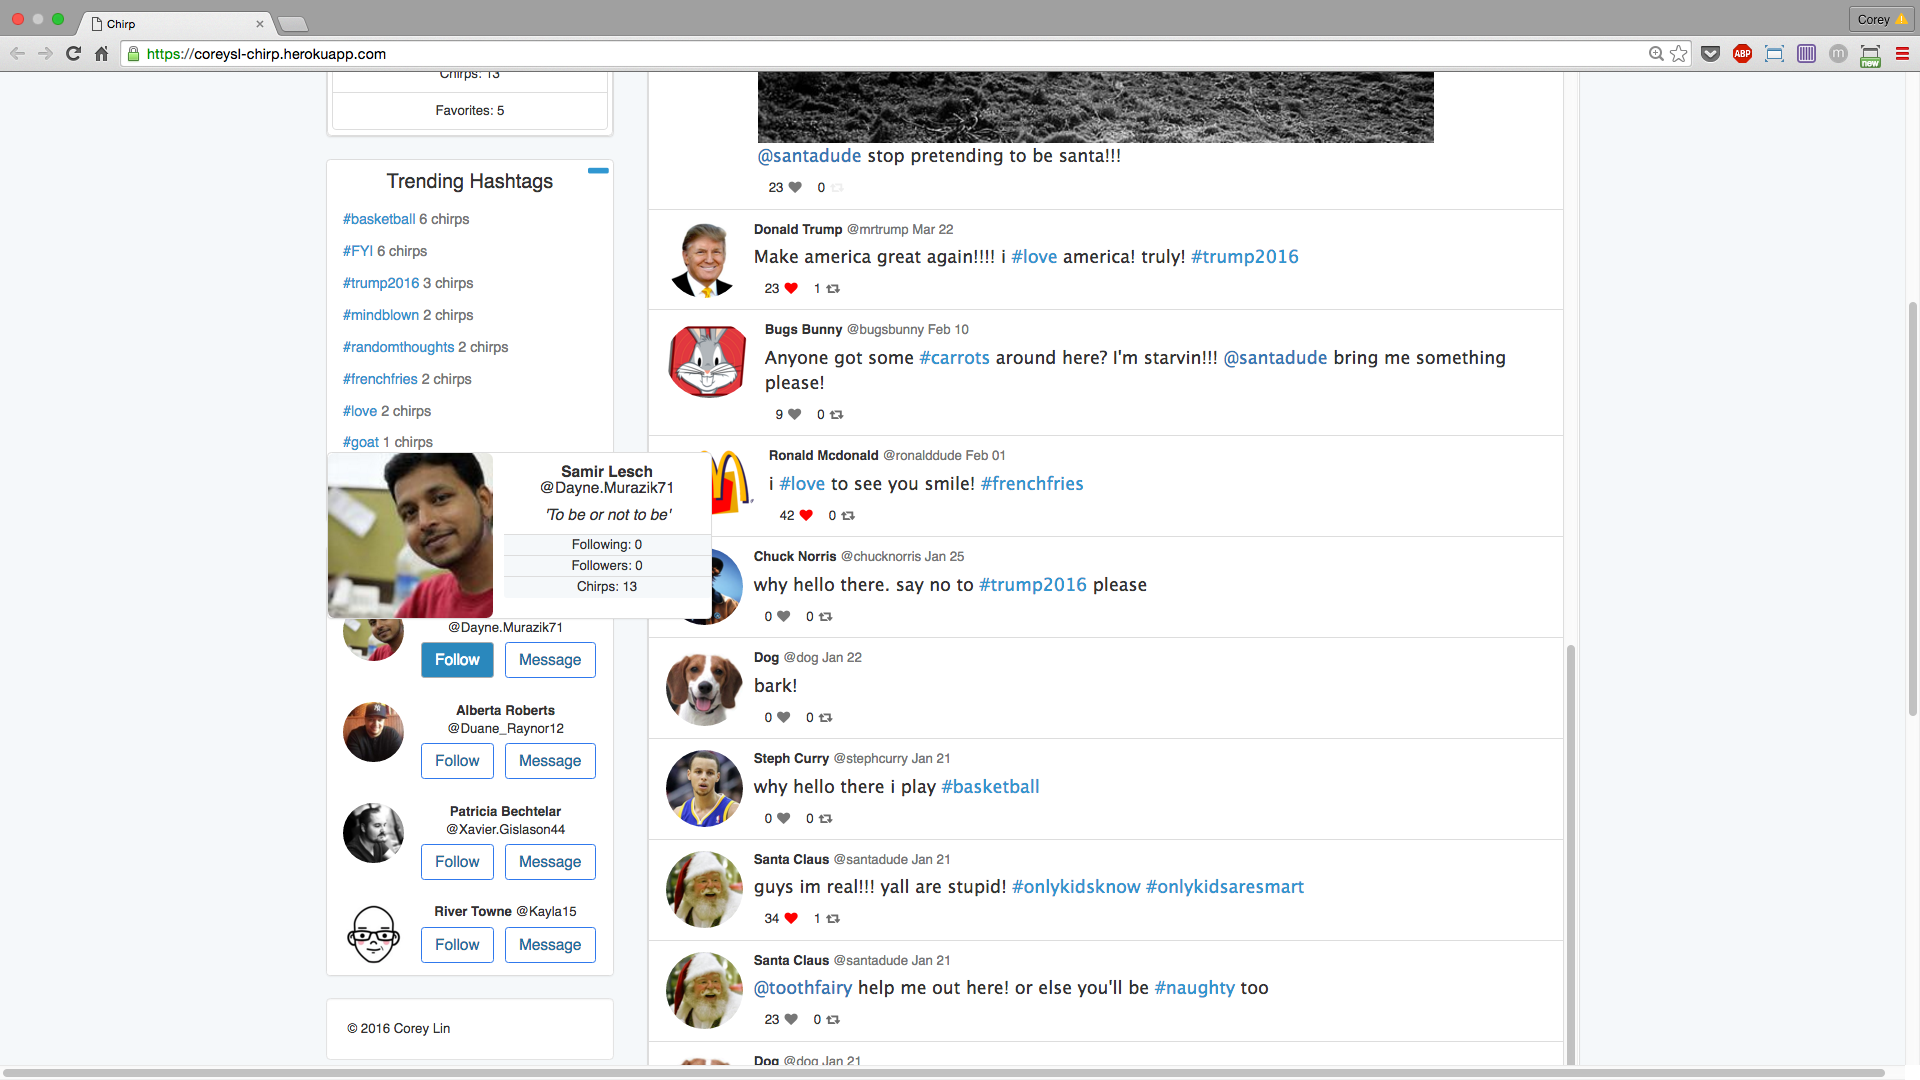 Chirp
Corey
https://coreysl-chirp.herokuapp.com
ABP
m
new
Chirps: 13
Favorites: 5
Trending Hashtags
#basketball 6 chirps
#FYI 6 chirps
#trump2016 3 chirps
#mindblown 2 chirps
#randomthoughts 2 chirps
#frenchfries 2 chirps
#love 2 chirps
#goat 1 chirps
Samir Lesch
@Dayne.Murazik71
'To be or not to be'
Following: 0
Followers: 0
Chirps: 13
@Dayne.Murazik71
Follow Message
Alberta Roberts
@Duane_Raynor12
Follow Message
Patricia Bechtelar
@Xavier.Gislason44
Follow Message
River Towne @Kayla15
Follow Message
© 2016 Corey Lin
@santadude stop pretending to be santa!!!
23 0
Donald Trump @mrtrump Mar 22
Make america great again!!!! i #love america! truly! #trump2016
23 1
Bugs Bunny @bugsbunny Feb 10
Anyone got some #carrots around here? I'm starvin!!! @santadude bring me something
please!
9 0
Ronald Mcdonald @ronalddude Feb 01
i #love to see you smile! #frenchfries
42 0
Chuck Norris @chucknorris Jan 25
why hello there. say no to #trump2016 please
0 0
Dog @dog Jan 22
bark!
0 0
Steph Curry @stephcurry Jan 21
why hello there i play #basketball
0 0
Santa Claus @santadude Jan 21
guys im real!!! yall are stupid! #onlykidsknow #onlykidsaresmart
34 1
Santa Claus @santadude Jan 21
@toothfairy help me out here! or else you'll be #naughty too
23 0
Dog @dog Jan 21